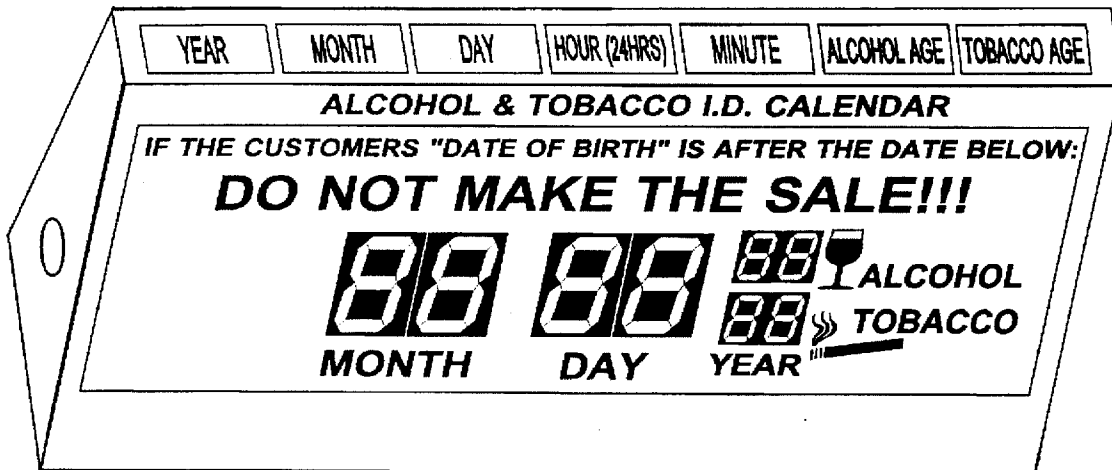 YEAR MONTH DAY HOUR (24HRS) MINUTE ALCOHOL AGE TOBACCO AGE
ALCOHOL & TOBACCO I.D. CALENDAR
IF THE CUSTOMERS "DATE OF BIRTH" IS AFTER THE DATE BELOW:
DO NOT MAKE THE SALE!!!
88 88 88 ALCOHOL
88 TOBACCO
MONTH DAY YEAR